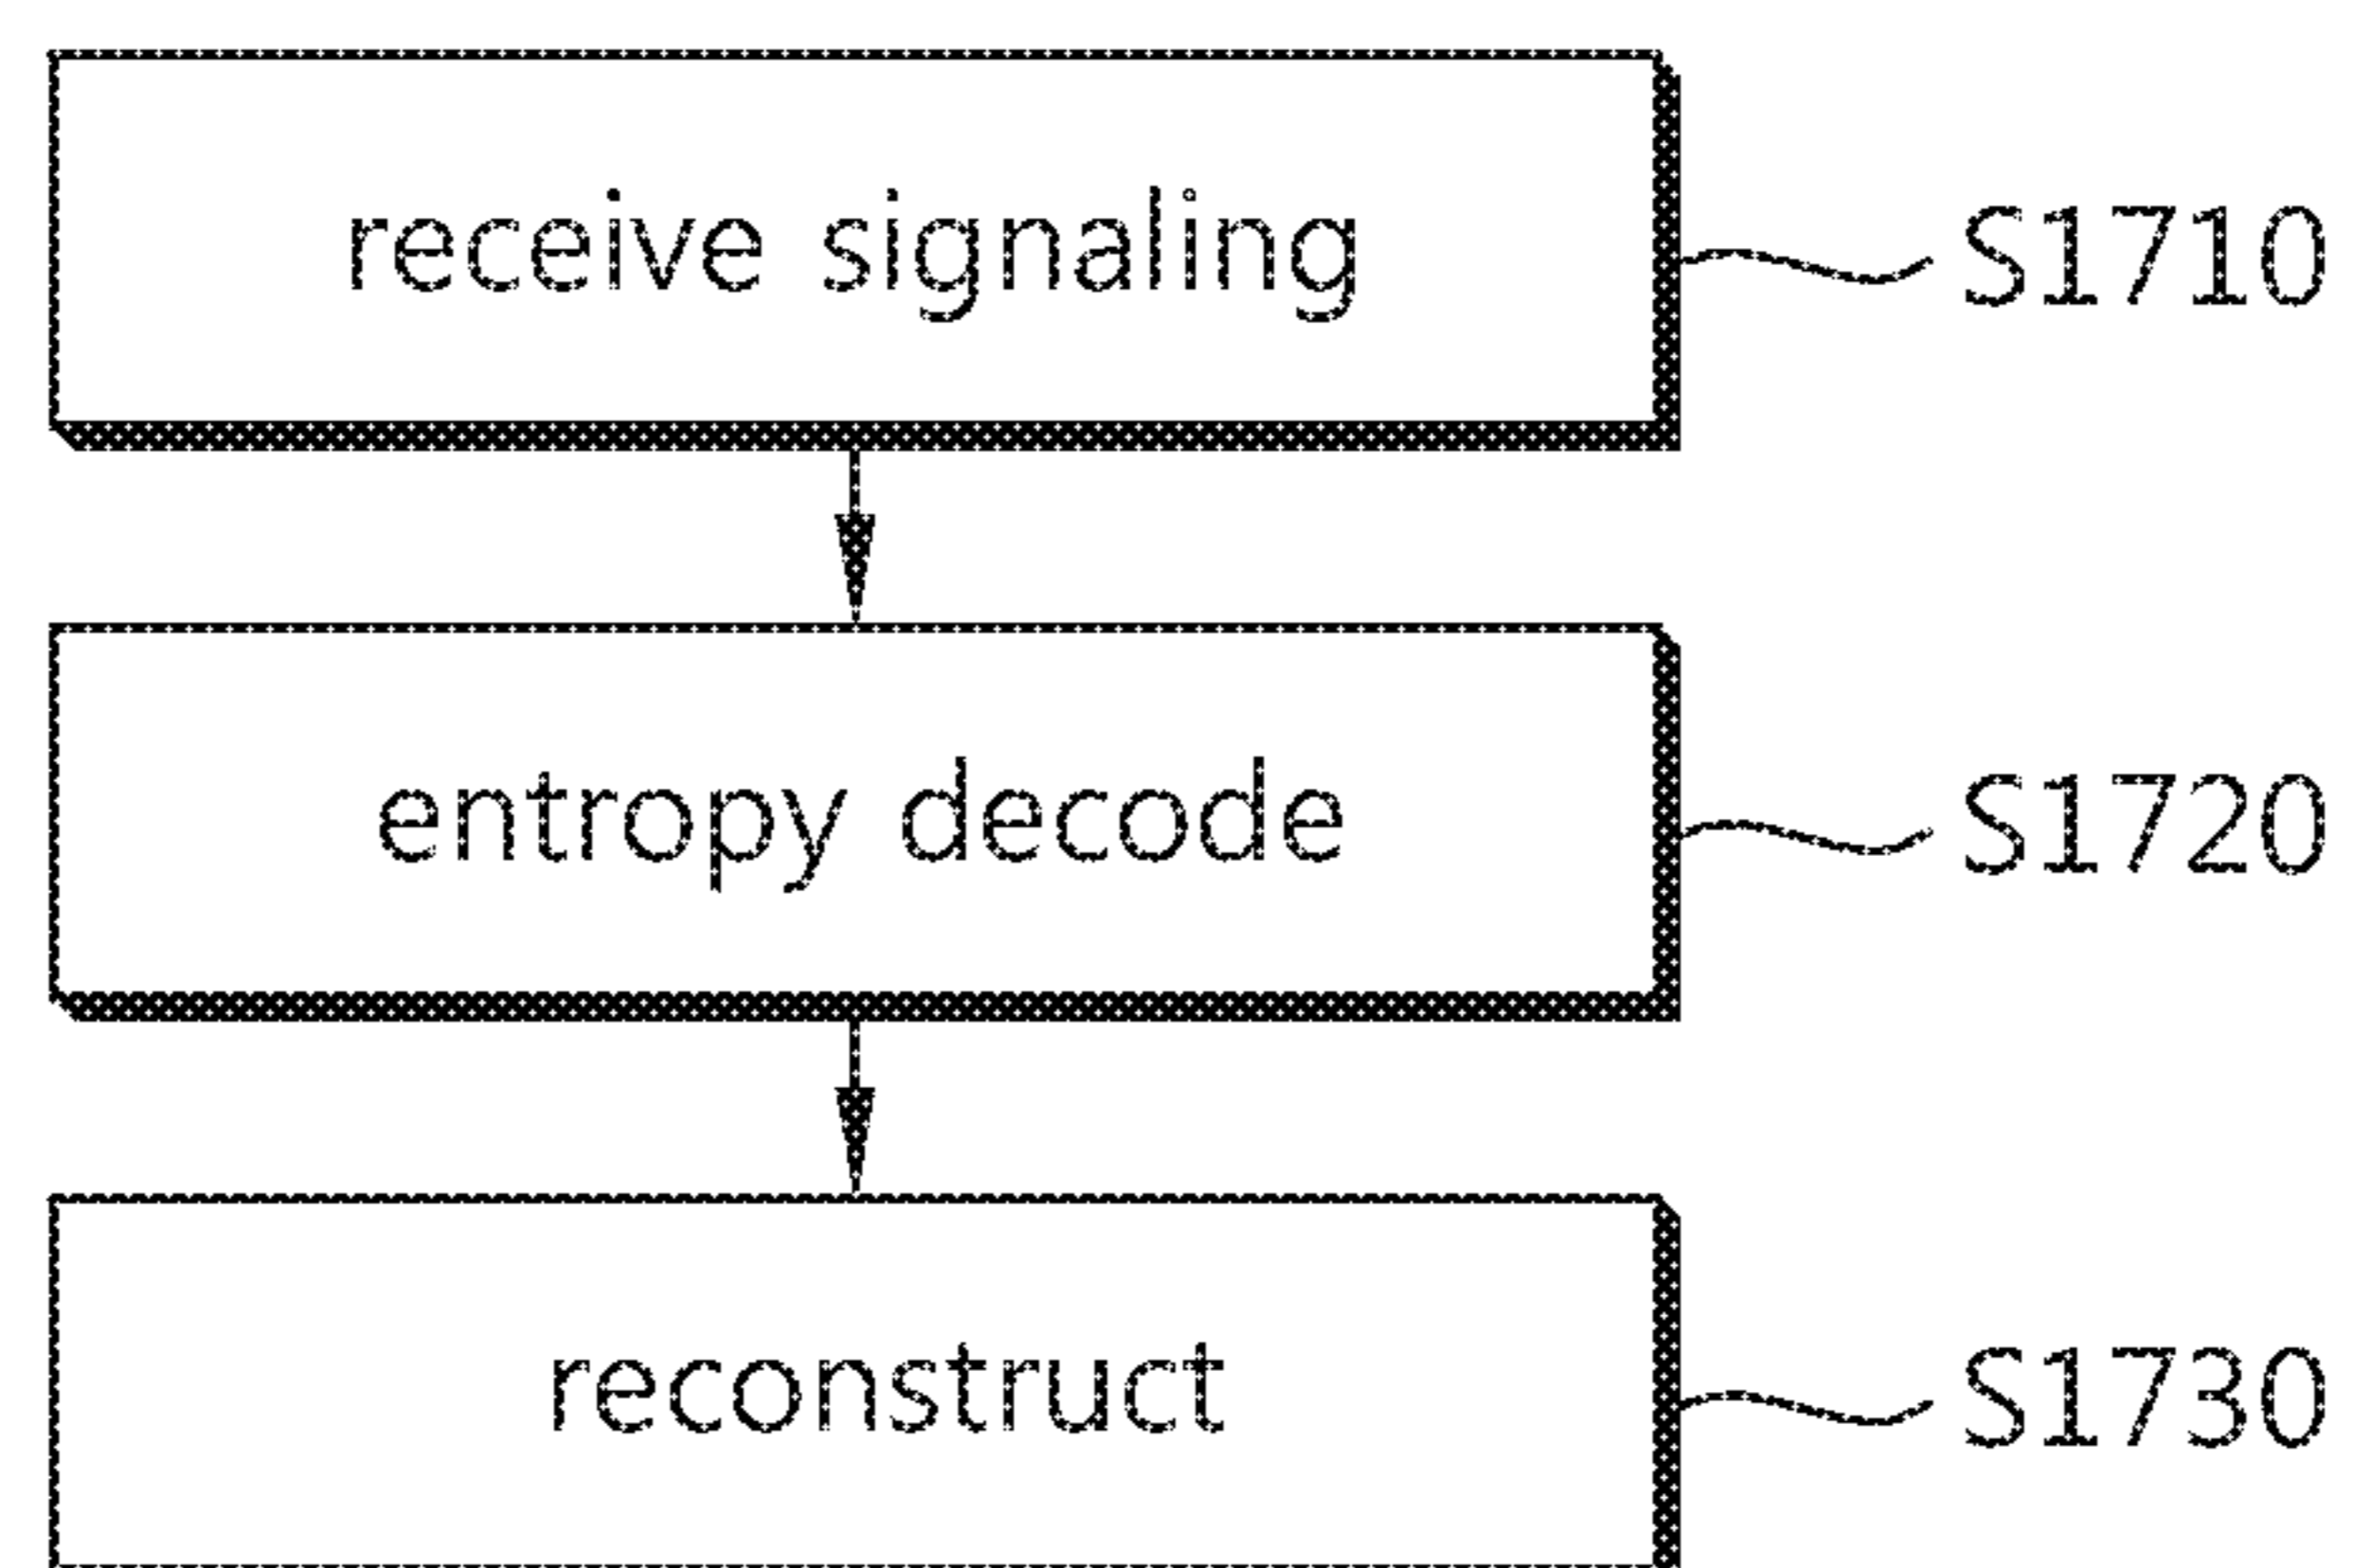 receive signaling
S1710
entropy decode
S1720
reconstruct
S1730